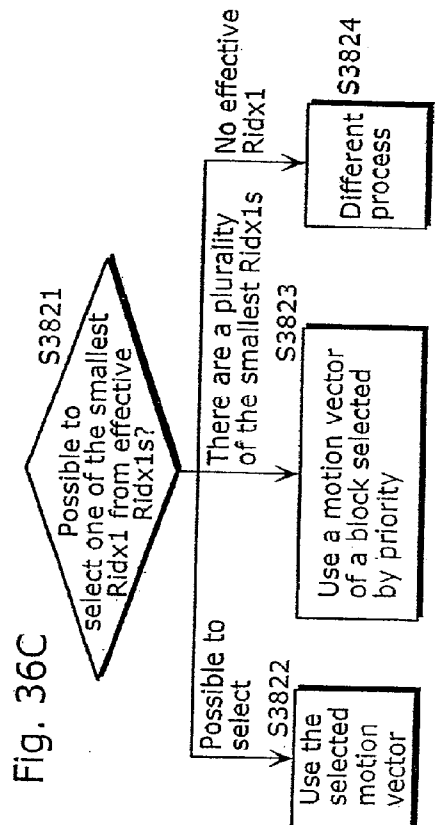 Fig. 36C
S3821
Possible to
select one of the smallest
Ridx1 from effective
Ridx1s?
Possible to
select
There are a plurality
of the smallest Ridx1s
No effective
Ridx1
S3822
Use the
selected
motion
vector
S3823
Use a motion vector
of a block selected
by priority
S3824
Different
process